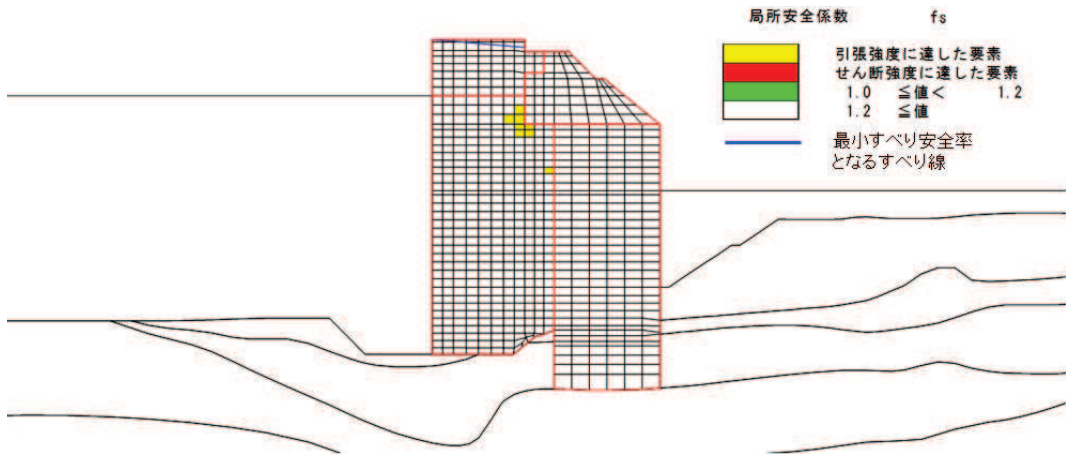 局所安全係数 fs
引張強度に達した要素
せん断強度に達した要素
1.0 ≦値< 1.2
1.2 ≦値
最小すべり安全率
となるすべり線